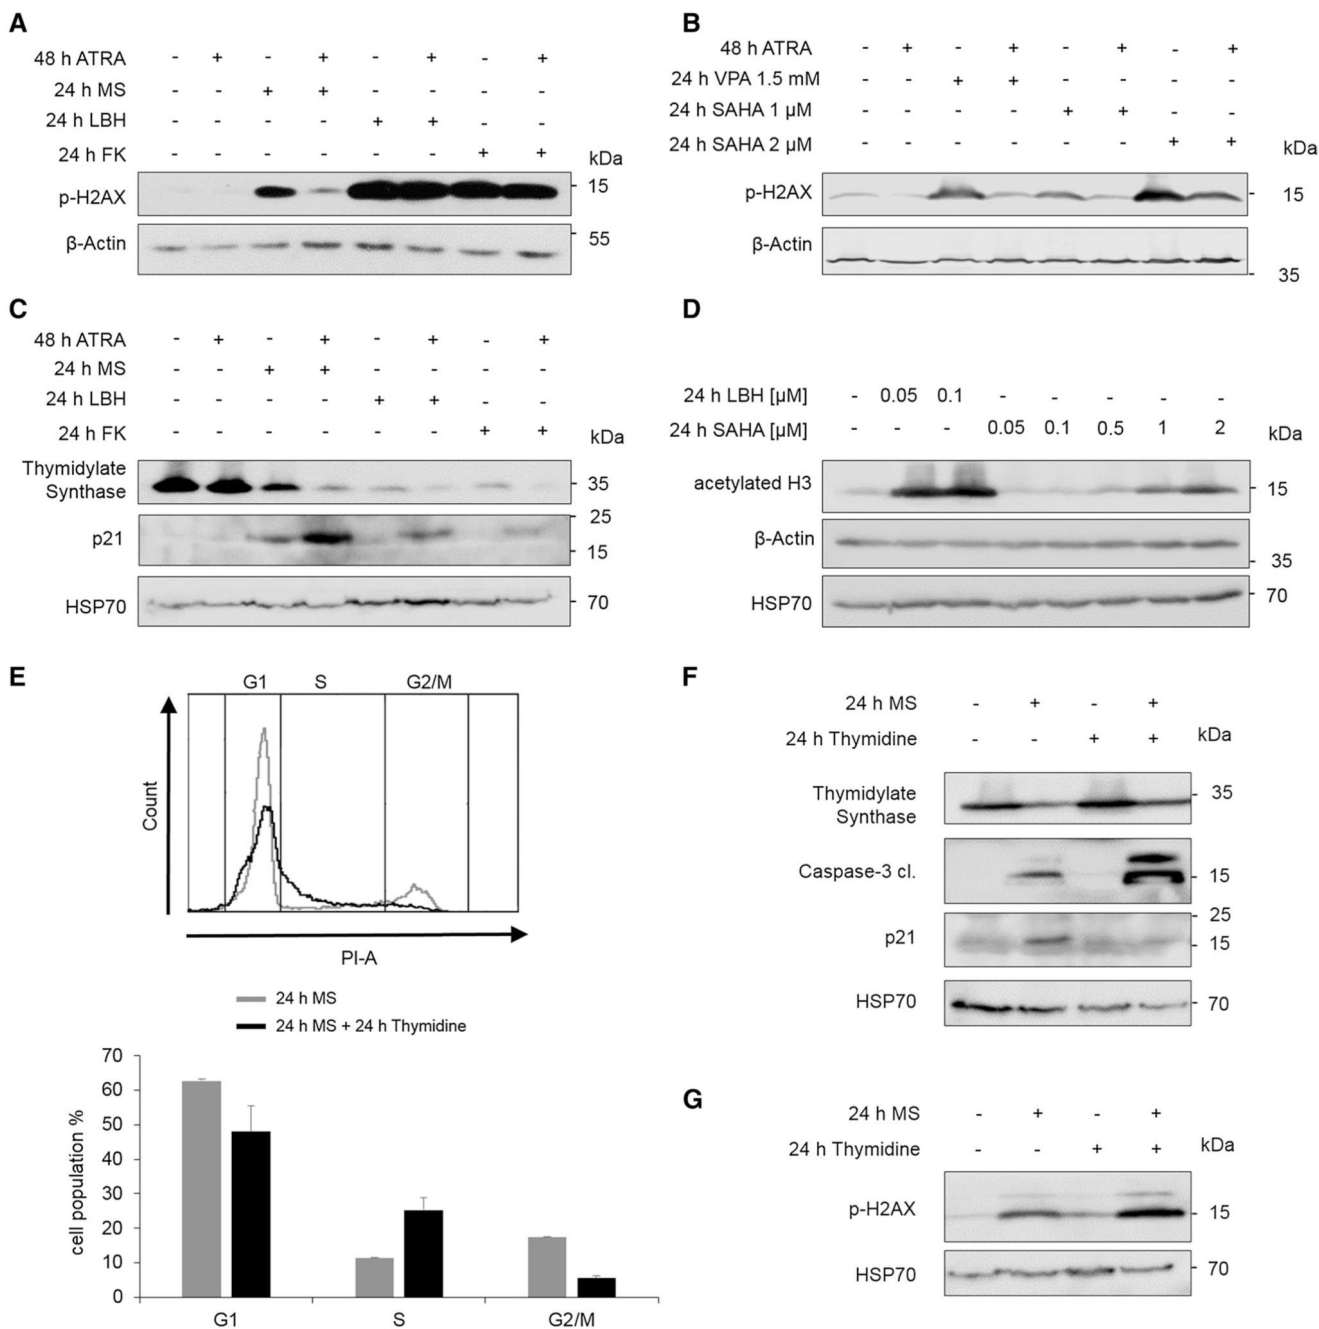 A
48 h ATRA - + - + - + - +
24 h MS - - + + - - - -
24 h LBH - - - - + + - -
24 h FK - - - - - - + +
kDa
p-H2AX 15
β-Actin 55
B
48 h ATRA - + - + - + - +
24 h VPA 1.5 mM - - + + - - - -
24 h SAHA 1 µM - - - - + + - -
24 h SAHA 2 µM - - - - - - + +
kDa
p-H2AX 15
β-Actin
35
C
48 h ATRA - + - + - + - +
24 h MS - - + + - - - -
24 h LBH - - - - + + - -
24 h FK - - - - - - + +
kDa
Thymidylate
Synthase 35
25
p21
15
HSP70 70
D
24 h LBH [µM] - 0.05 0.1 - - - - -
24 h SAHA [µM] - - - 0.05 0.1 0.5 1 2
kDa
acetylated H3 15
β-Actin
35
HSP70 70
E
G1 S G2/M
Count
PI-A
24 h MS
24 h MS + 24 h Thymidine
cell population %
70
60
50
40
30
20
10
0
G1 S G2/M
F
24 h MS - + - +
24 h Thymidine - - + +
kDa
Thymidylate 35
Synthase
Caspase-3 cl. 15
25
p21 15
HSP70 70
G
24 h MS - + - +
24 h Thymidine - - + +
kDa
p-H2AX 15
HSP70 70